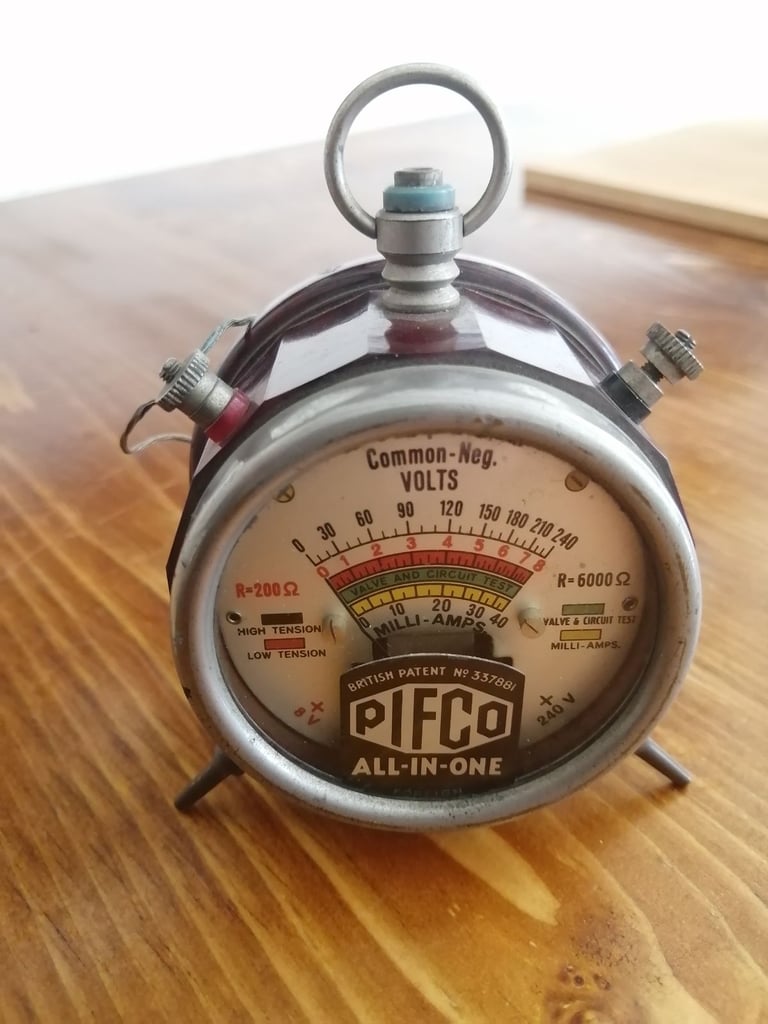 Common-Neg.
VOLTS
0 30 60 90 120 150 180 210 240
0 1 2 3 4 5 6 7 8
VALVE AND CIRCUIT TEST
0 10 20 30 40
MILLI-AMPS.
R=200Ω
HIGH TENSION
LOW TENSION
R=6000Ω
VALVE & CIRCUIT TEST
MILLI-AMPS.
+
8 V
+
240 V
BRITISH PATENT Nº 337881
PIFCO
ALL-IN-ONE
FOREIGN